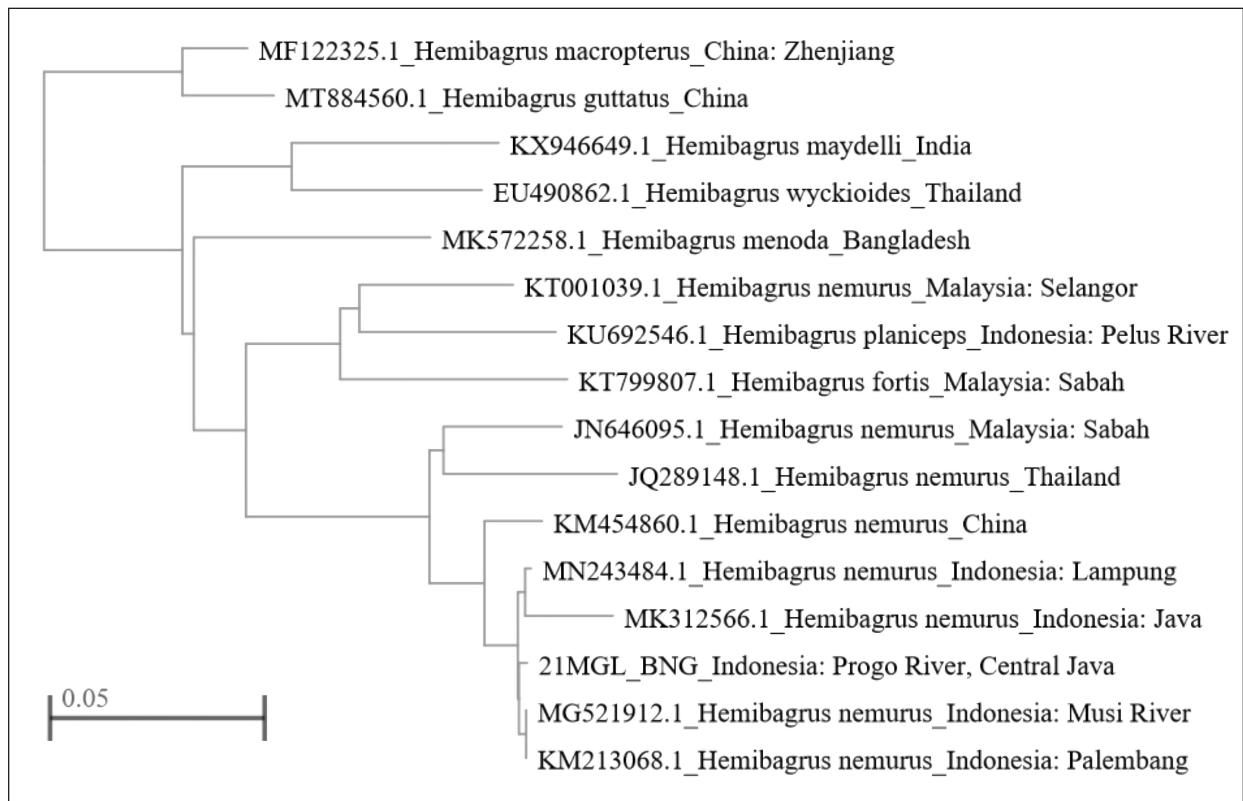 MF122325.1_Hemibagrus macropterus_China: Zhenjiang
MT884560.1_Hemibagrus guttatus_China
KX946649.1_Hemibagrus maydelli_India
EU490862.1_Hemibagrus wyckioides_Thailand
MK572258.1_Hemibagrus menoda_Bangladesh
KT001039.1_Hemibagrus nemurus_Malaysia: Selangor
KU692546.1_Hemibagrus planiceps_Indonesia: Pelus River
KT799807.1_Hemibagrus fortis_Malaysia: Sabah
JN646095.1_Hemibagrus nemurus_Malaysia: Sabah
JQ289148.1_Hemibagrus nemurus_Thailand
KM454860.1_Hemibagrus nemurus_China
MN243484.1_Hemibagrus nemurus_Indonesia: Lampung
MK312566.1_Hemibagrus nemurus_Indonesia: Java
21MGL_BNG_Indonesia: Progo River, Central Java
MG521912.1_Hemibagrus nemurus_Indonesia: Musi River
KM213068.1_Hemibagrus nemurus_Indonesia: Palembang
0.05